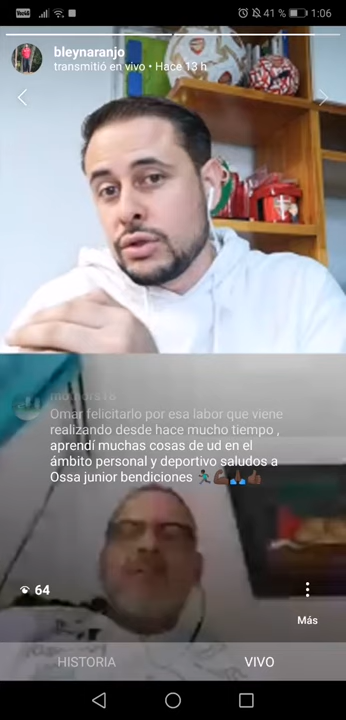 41 % 1:06
bleynaranjo
transmitió en vivo • Hace 13 h
Omar felicitarlo por esa labor que viene
realizando desde hace mucho tiempo ,
aprendí muchas cosas de ud en el
ámbito personal y deportivo saludos a
Ossa junior bendiciones 🏃🏿‍♂️💪🏿🙏🏿👍🏿
64
Más
HISTORIA VIVO